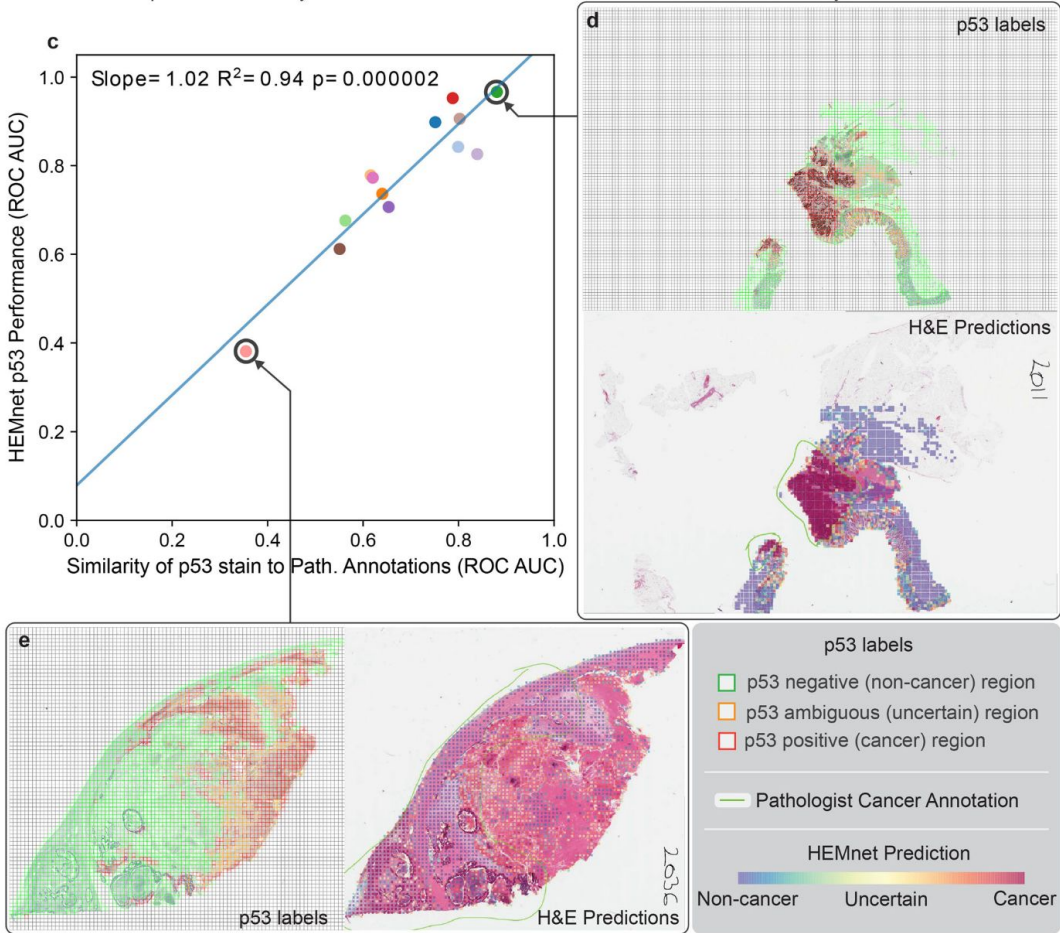 c
Slope= 1.02 R²= 0.94 p= 0.000002
1.0
0.8
0.6
0.4
0.2
0.0
0.0 0.2 0.4 0.6 0.8 1.0
HEMnet p53 Performance (ROC AUC)
Similarity of p53 stain to Path. Annotations (ROC AUC)
d
p53 labels
H&E Predictions
2011
e
p53 labels
H&E Predictions
2036
p53 labels
p53 negative (non-cancer) region
p53 ambiguous (uncertain) region
p53 positive (cancer) region
Pathologist Cancer Annotation
HEMnet Prediction
Non-cancer Uncertain Cancer